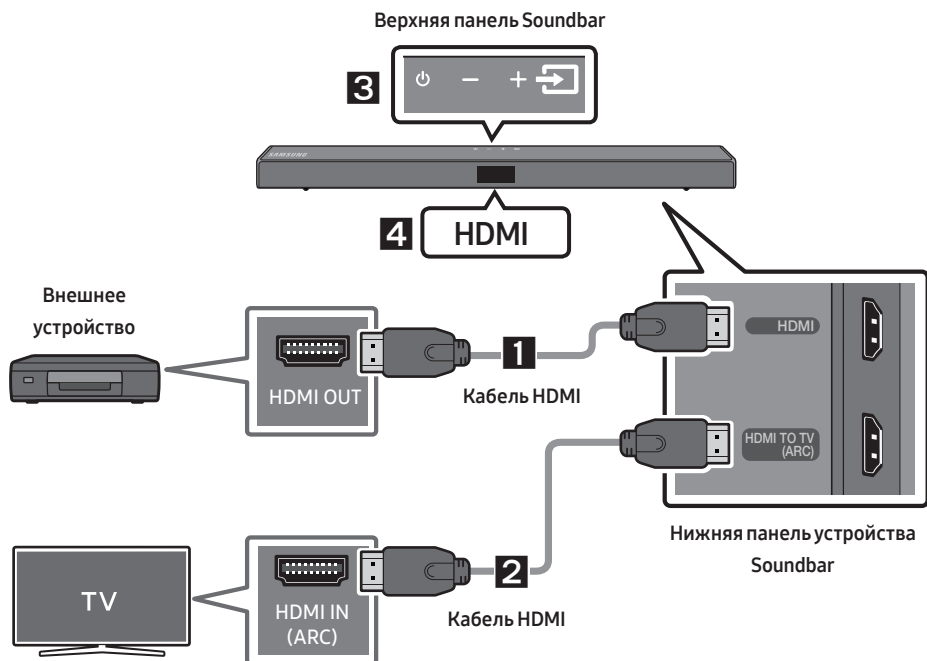 Верхняя панель Soundbar
3
SAMSUNG
4
HDMI
Внешнее
устройство
HDMI OUT
1
Кабель HDMI
HDMI
HDMI TO TV
(ARC)
Нижняя панель устройства
Soundbar
TV
HDMI IN
(ARC)
2
Кабель HDMI